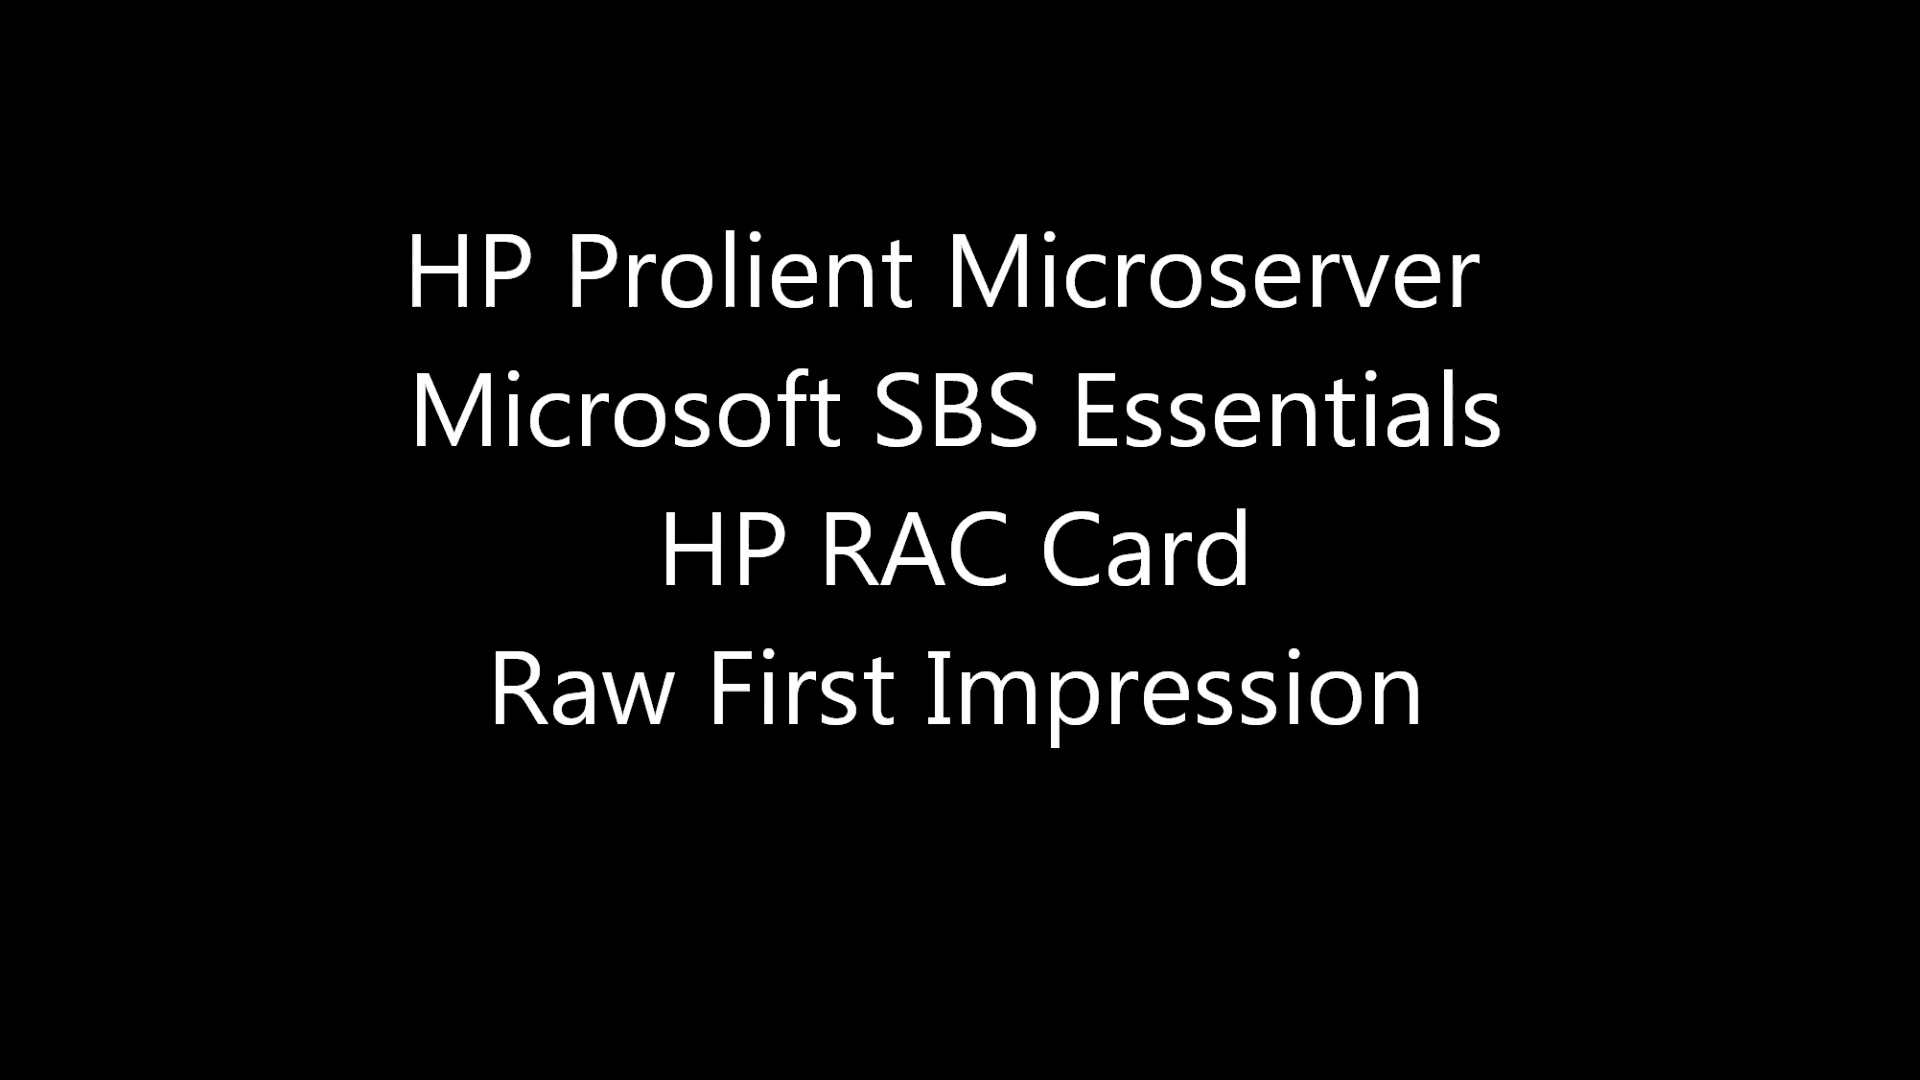 HP Prolient Microserver
Microsoft SBS Essentials
HP RAC Card
Raw First Impression